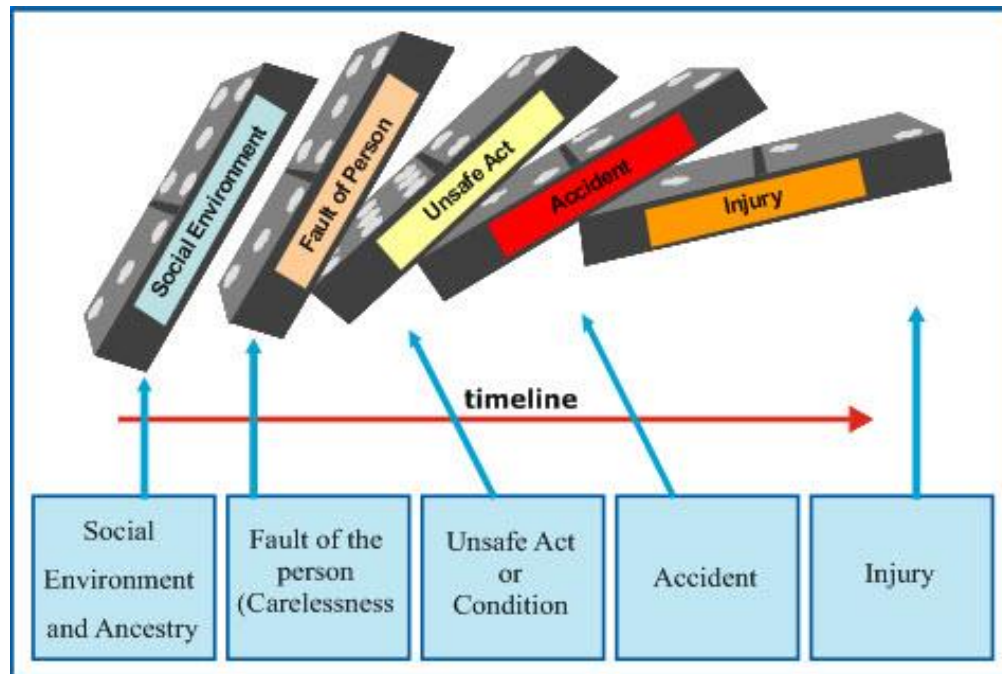 Social Environment
Fault of Person
Unsafe Act
Accident
Injury
timeline
Social
Environment
and Ancestry
Fault of the
person
(Carelessness
Unsafe Act
or
Condition
Accident
Injury